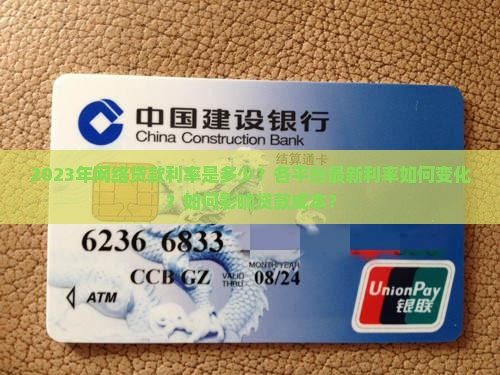 中国建设银行
China Construction Bank
结算通卡
2023年网络贷款利率是多少？各平台最新利率如何变化
？如何影响贷款成本？
6236 6833
MONTH/YEAR
CCB GZ VALID THRU 08/24
ATM
UnionPay
银联